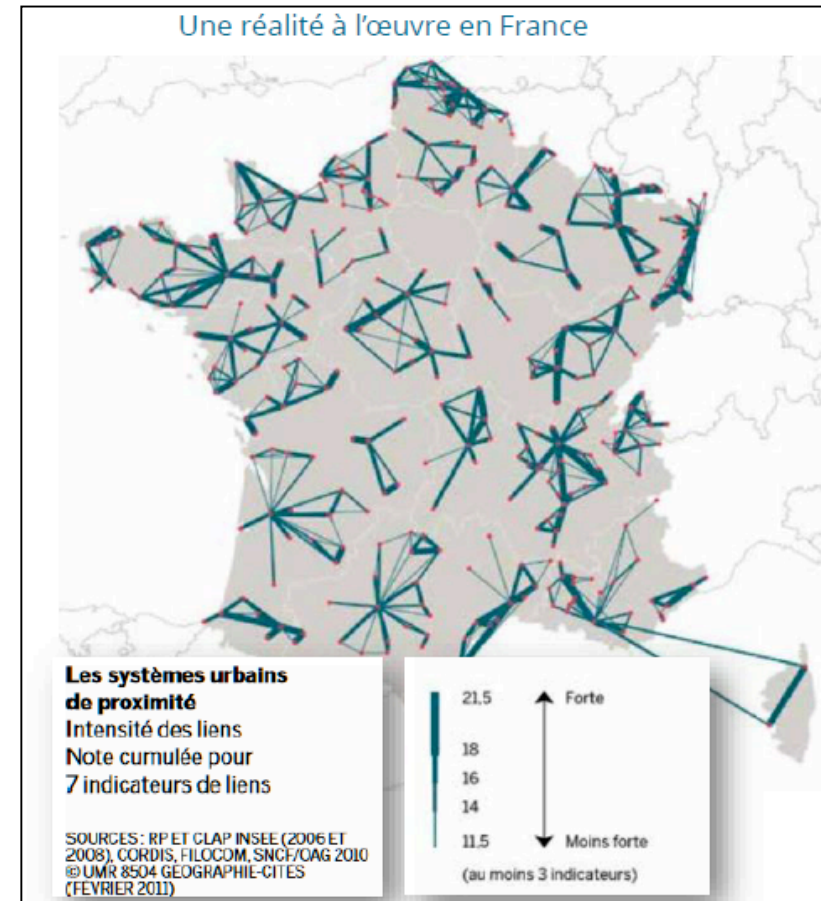 Une réalité à l'œuvre en France
Les systèmes urbains
de proximité
Intensité des liens
Note cumulée pour
7 indicateurs de liens
SOURCES : RP ET CLAP INSEE (2006 ET
2008), CORDIS, FILOCOM, SNCF/OAG 2010
© UMR 8504 GEOGRAPHIE-CITES
(FÉVRIER 2011)
21,5 Forte
18
16
14
11,5 Moins forte
(au moins 3 indicateurs)